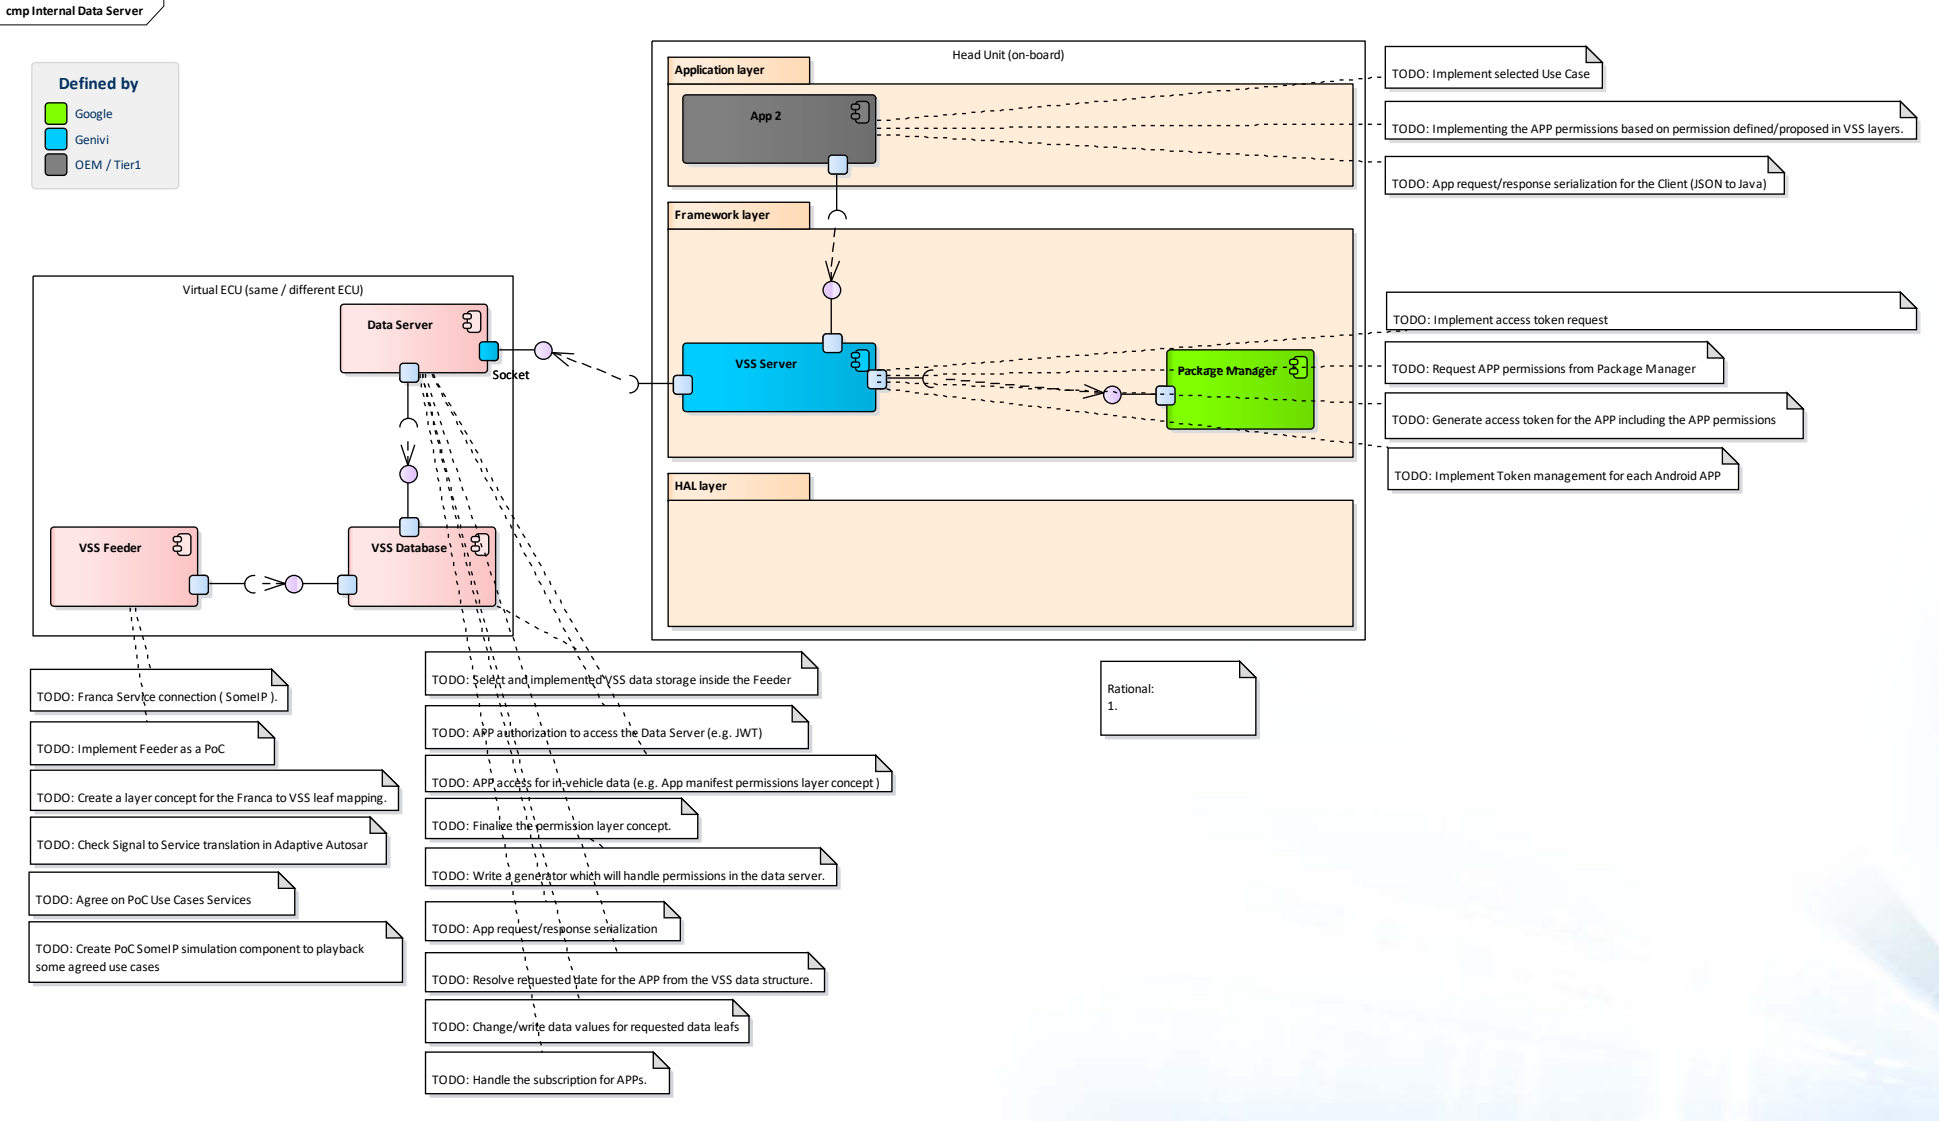 cmp Internal Data Server
Defined by
Google
Genivi
OEM / Tier1
Head Unit (on-board)
Application layer
App 2
Framework layer
VSS Server
Package Manager
HAL layer
Virtual ECU (same / different ECU)
Data Server
Socket
VSS Feeder
VSS Database
TODO: Implement selected Use Case
TODO: Implementing the APP permissions based on permission defined/proposed in VSS layers.
TODO: App request/response serialization for the Client (JSON to Java)
TODO: Implement access token request
TODO: Request APP permissions from Package Manager
TODO: Generate access token for the APP including the APP permissions
TODO: Implement Token management for each Android APP
TODO: Franca Service connection ( SomeIP ).
TODO: Implement Feeder as a PoC
TODO: Create a layer concept for the Franca to VSS leaf mapping.
TODO: Check Signal to Service translation in Adaptive Autosar
TODO: Agree on PoC Use Cases Services
TODO: Create PoC SomeIP simulation component to playback
some agreed use cases
TODO: Select and implemented VSS data storage inside the Feeder
TODO: APP authorization to access the Data Server (e.g. JWT)
TODO: APP access for in-vehicle data (e.g. App manifest permissions layer concept )
TODO: Finalize the permission layer concept.
TODO: Write a generator which will handle permissions in the data server.
TODO: App request/response serialization
TODO: Resolve requested date for the APP from the VSS data structure.
TODO: Change/write data values for requested data leafs
TODO: Handle the subscription for APPs.
Rational:
1.